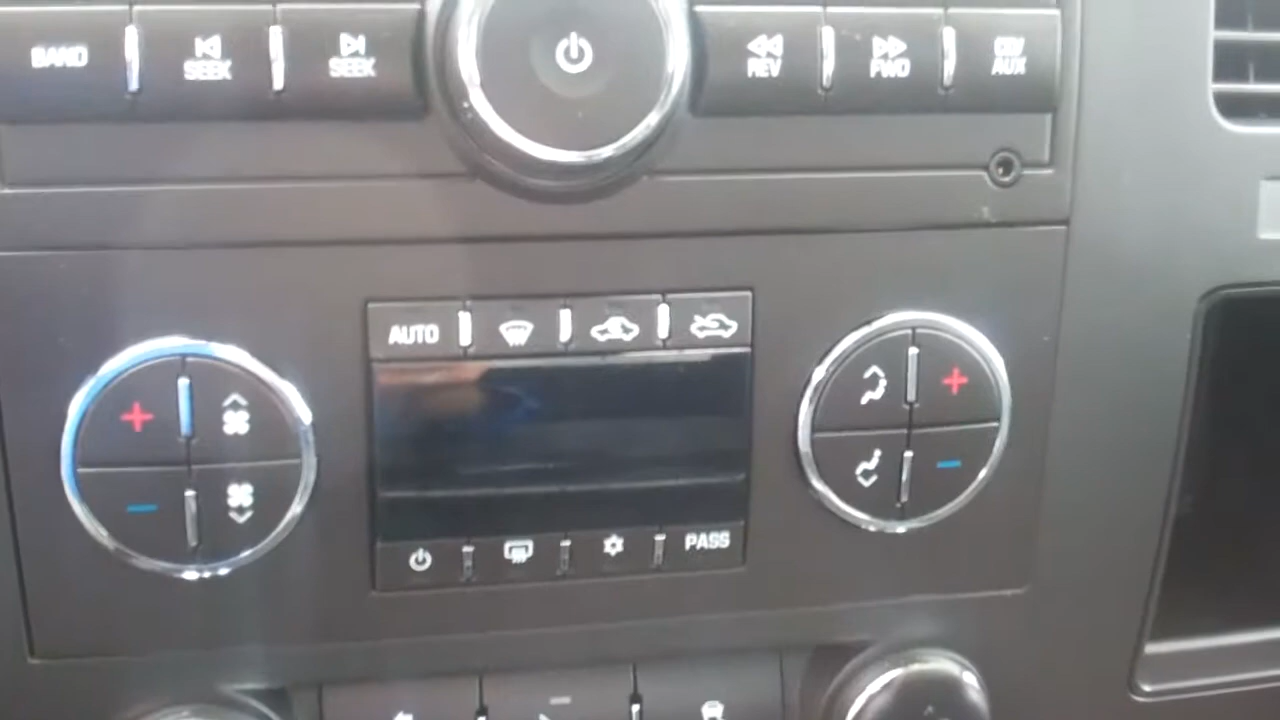 BAND
SEEK
SEEK
REV
FWD
CD/
AUX
AUTO
PASS